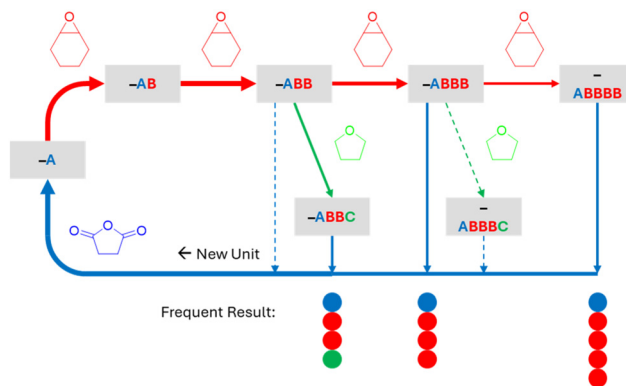 O
O
O
O
–AB
–ABB
–ABBB
–
ABBBB
O
O
–A
–ABBC
–
ABBBC
O
O
O
← New Unit
Frequent Result: